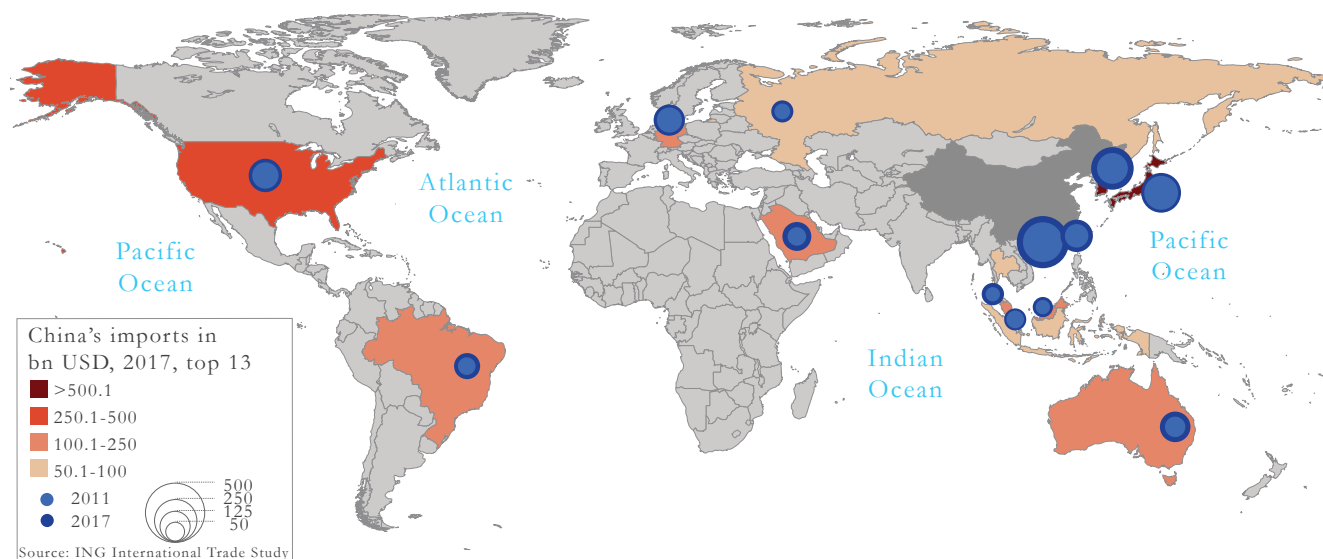 Atlantic
Ocean
Pacific
Ocean
Pacific
Ocean
Indian
Ocean
China's imports in
bn USD, 2017, top 13
>500.1
250.1-500
100.1-250
50.1-100
2011
2017
500
250
125
50
Source: ING International Trade Study